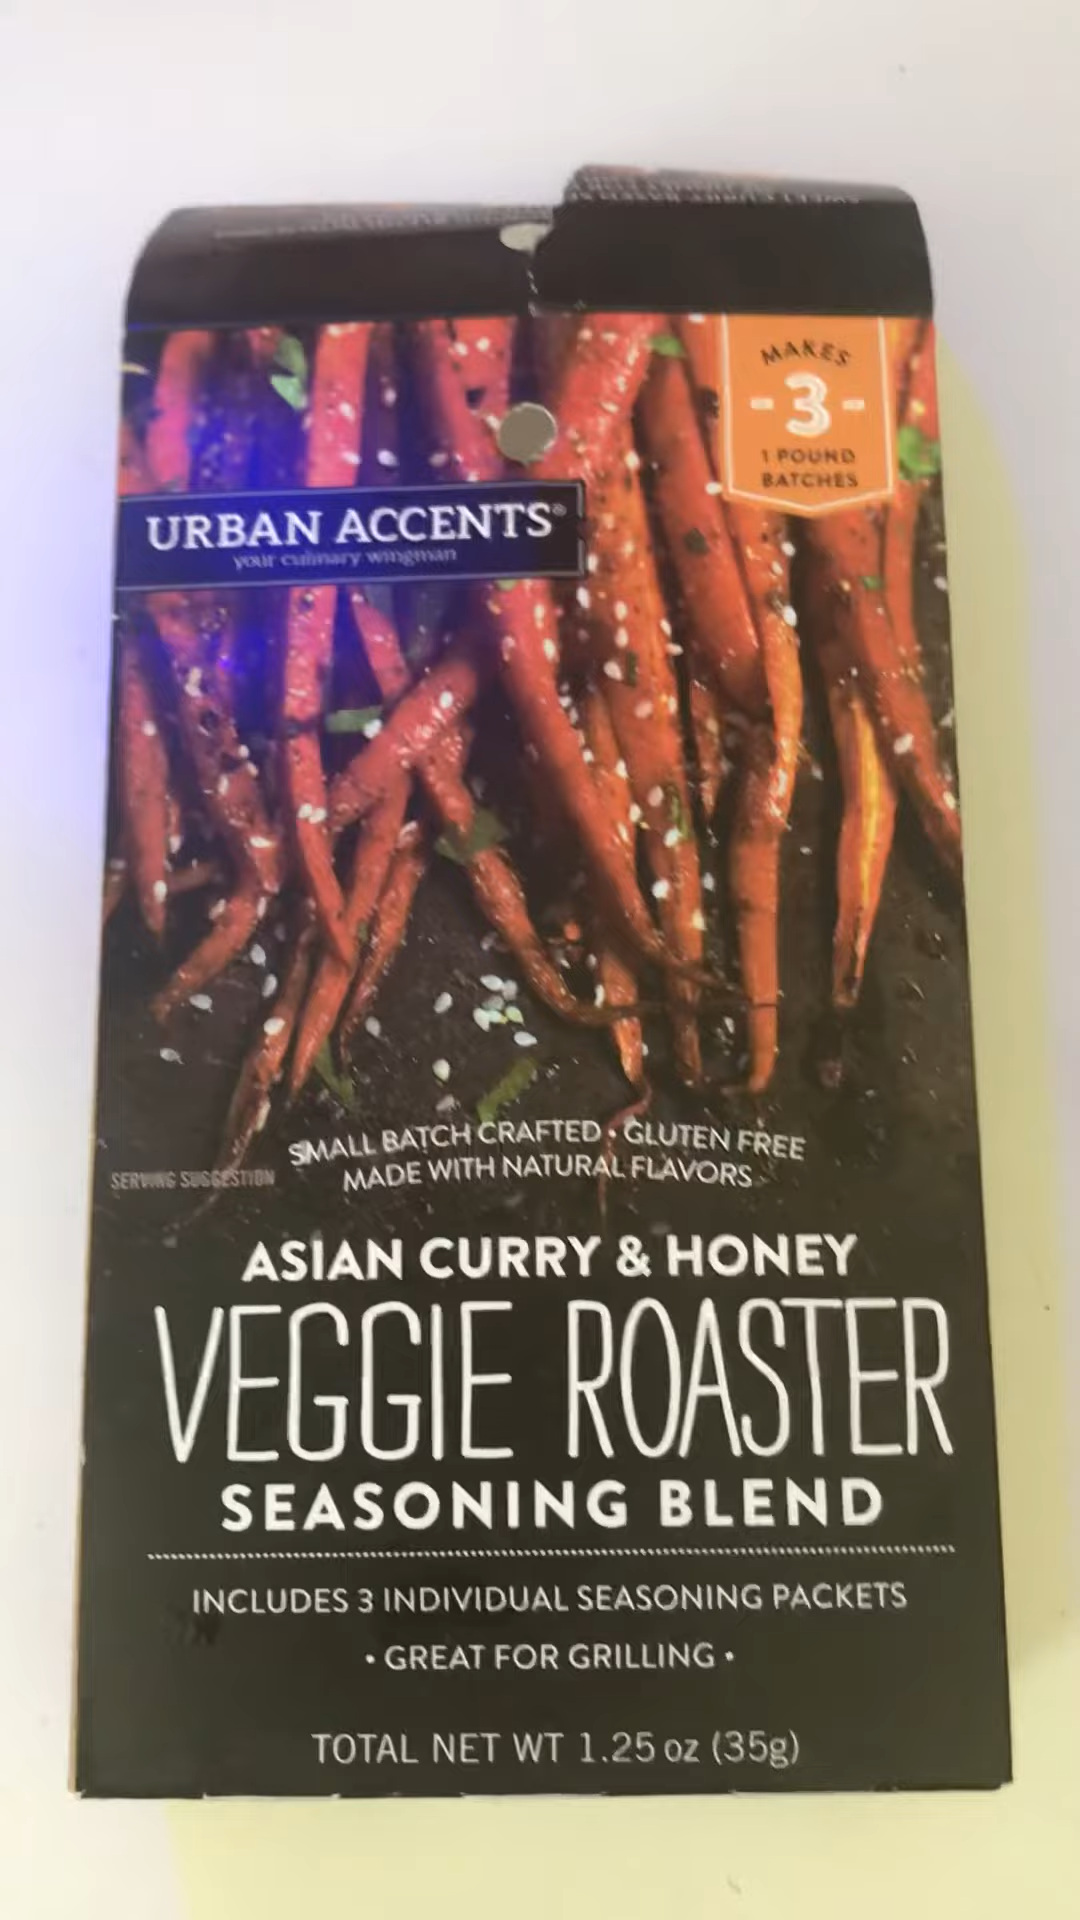 MAKES
3
1 POUND
BATCHES
URBAN ACCENTS®
your culinary wingman
SMALL BATCH CRAFTED • GLUTEN FREE
MADE WITH NATURAL FLAVORS
SERVING SUGGESTION
ASIAN CURRY & HONEY
VEGGIE ROASTER
SEASONING BLEND
INCLUDES 3 INDIVIDUAL SEASONING PACKETS
• GREAT FOR GRILLING •
TOTAL NET WT 1.25 oz (35g)